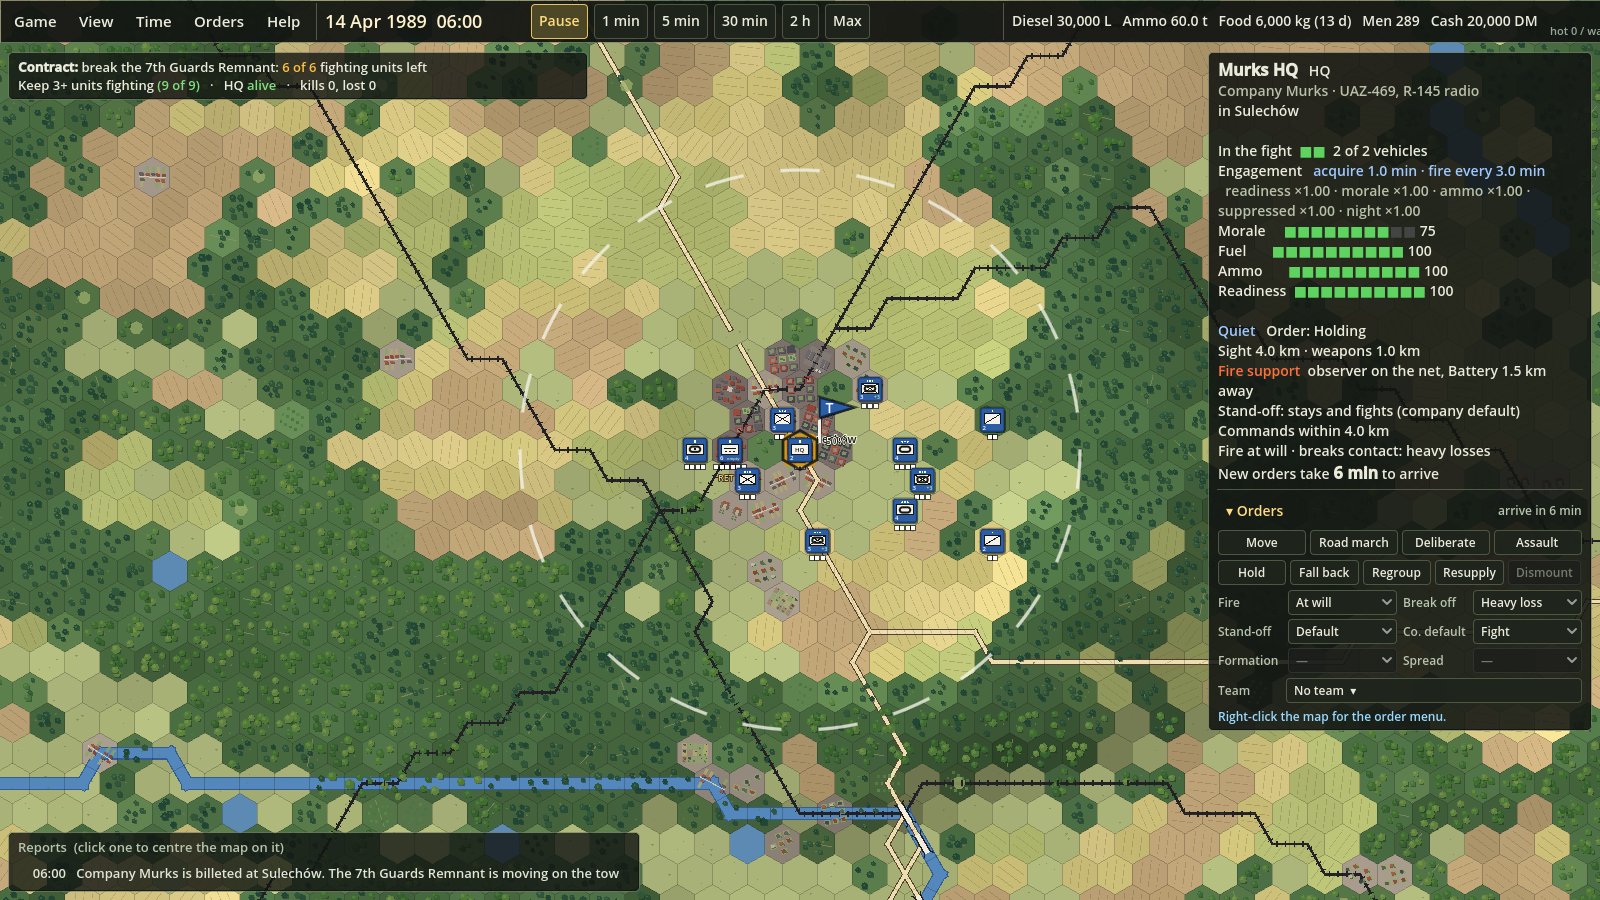 Game View Time Orders Help 14 Apr 1989 06:00 Pause 1 min 5 min 30 min 2 h Max Diesel 30,000 L Ammo 60.0 t Food 6,000 kg (13 d) Men 289 Cash 20,000 DM
hot 0 / wa
Contract: break the 7th Guards Remnant: 6 of 6 fighting units left
Keep 3+ units fighting (9 of 9) · HQ alive · kills 0, lost 0
Murks HQ HQ
Company Murks · UAZ-469, R-145 radio
in Sulechów
In the fight 2 of 2 vehicles
Engagement acquire 1.0 min · fire every 3.0 min
readiness ×1.00 · morale ×1.00 · ammo ×1.00 ·
suppressed ×1.00 · night ×1.00
Morale 75
Fuel 100
Ammo 100
Readiness 100
Quiet Order: Holding
Sight 4.0 km · weapons 1.0 km
Fire support observer on the net, Battery 1.5 km
away
Stand-off: stays and fights (company default)
Commands within 4.0 km
Fire at will · breaks contact: heavy losses
New orders take 6 min to arrive
▾ Orders arrive in 6 min
Move Road march Deliberate Assault
Hold Fall back Regroup Resupply Dismount
Fire At will Break off Heavy loss
Stand-off Default Co. default Fight
Formation — Spread —
Team No team ▾
Right-click the map for the order menu.
T
HQ
RET
Reports (click one to centre the map on it)
06:00 Company Murks is billeted at Sulechów. The 7th Guards Remnant is moving on the tow